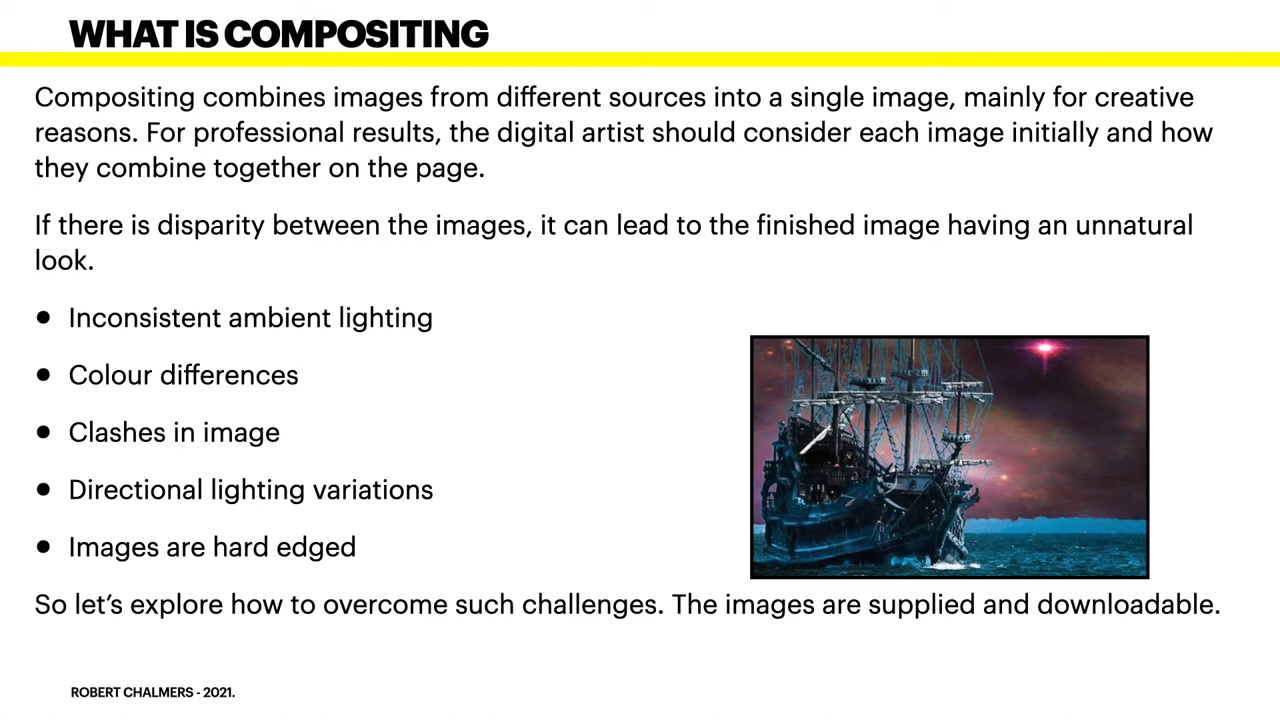 WHAT IS COMPOSITING
Compositing combines images from different sources into a single image, mainly for creative
reasons. For professional results, the digital artist should consider each image initially and how
they combine together on the page.
If there is disparity between the images, it can lead to the finished image having an unnatural
look.
● Inconsistent ambient lighting
● Colour differences
● Clashes in image
● Directional lighting variations
● Images are hard edged
So let’s explore how to overcome such challenges. The images are supplied and downloadable.
ROBERT CHALMERS - 2021.